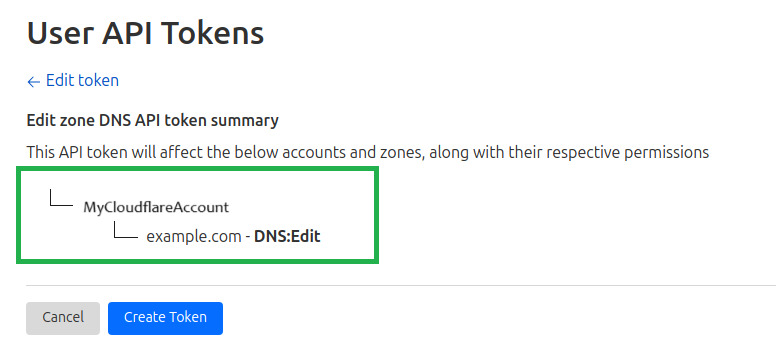 User API Tokens
← Edit token
Edit zone DNS API token summary
This API token will affect the below accounts and zones, along with their respective permissions
MyCloudflareAccount
example.com - DNS:Edit
Cancel
Create Token